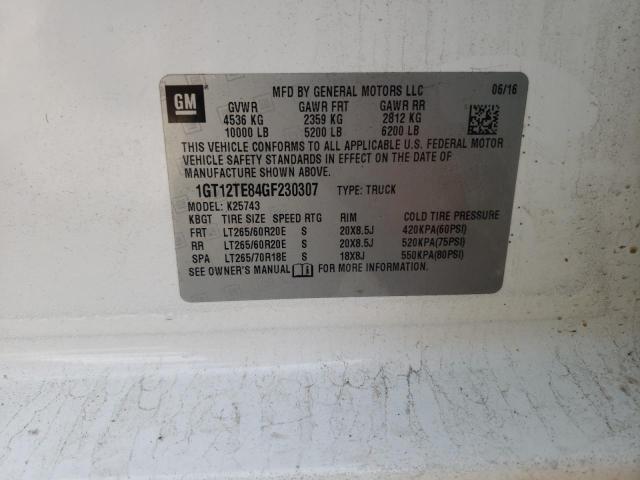 GM
MFD BY GENERAL MOTORS LLC 06/16
GVWR GAWR FRT GAWR RR
4536 KG 2359 KG 2812 KG
10000 LB 5200 LB 6200 LB
THIS VEHICLE CONFORMS TO ALL APPLICABLE U.S. FEDERAL MOTOR
VEHICLE SAFETY STANDARDS IN EFFECT ON THE DATE OF
MANUFACTURE SHOWN ABOVE.
1GT12TE84GF230307 TYPE: TRUCK
MODEL: K25743
KBGT TIRE SIZE SPEED RTG RIM COLD TIRE PRESSURE
FRT LT265/60R20E S 20X8.5J 420KPA(60PSI)
RR LT265/60R20E S 20X8.5J 520KPA(75PSI)
SPA LT265/70R18E S 18X8J 550KPA(80PSI)
SEE OWNER'S MANUAL FOR MORE INFORMATION.